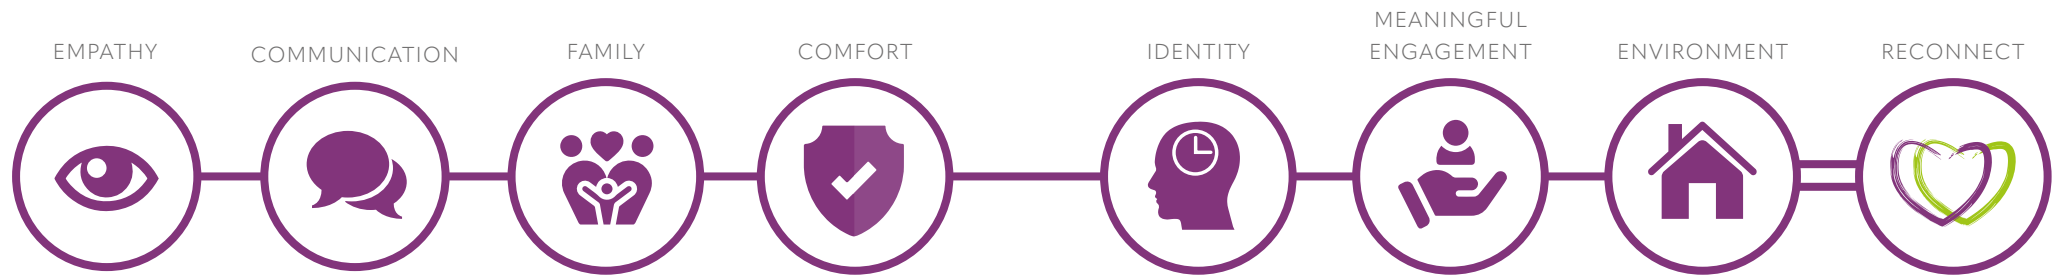 EMPATHY
COMMUNICATION
FAMILY
COMFORT
IDENTITY
MEANINGFUL
ENGAGEMENT
ENVIRONMENT
RECONNECT